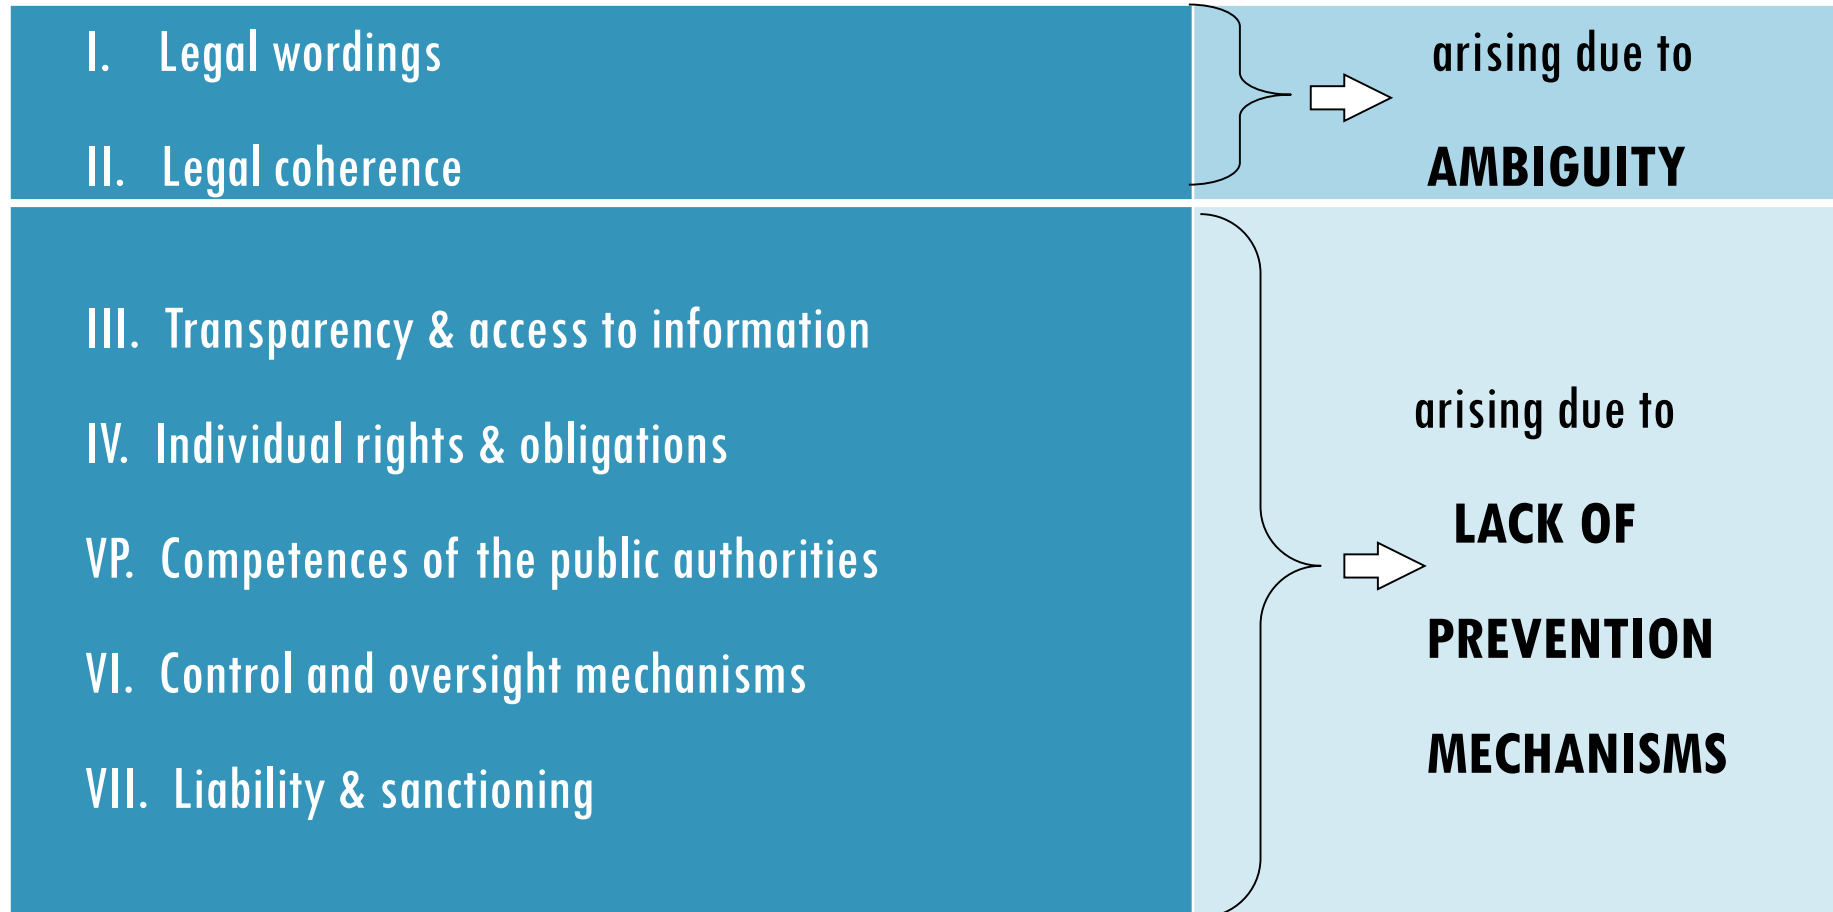 I. Legal wordings
II. Legal coherence
arising due to
AMBIGUITY
III. Transparency & access to information
IV. Individual rights & obligations
VP. Competences of the public authorities
VI. Control and oversight mechanisms
VII. Liability & sanctioning
arising due to
LACK OF
PREVENTION
MECHANISMS